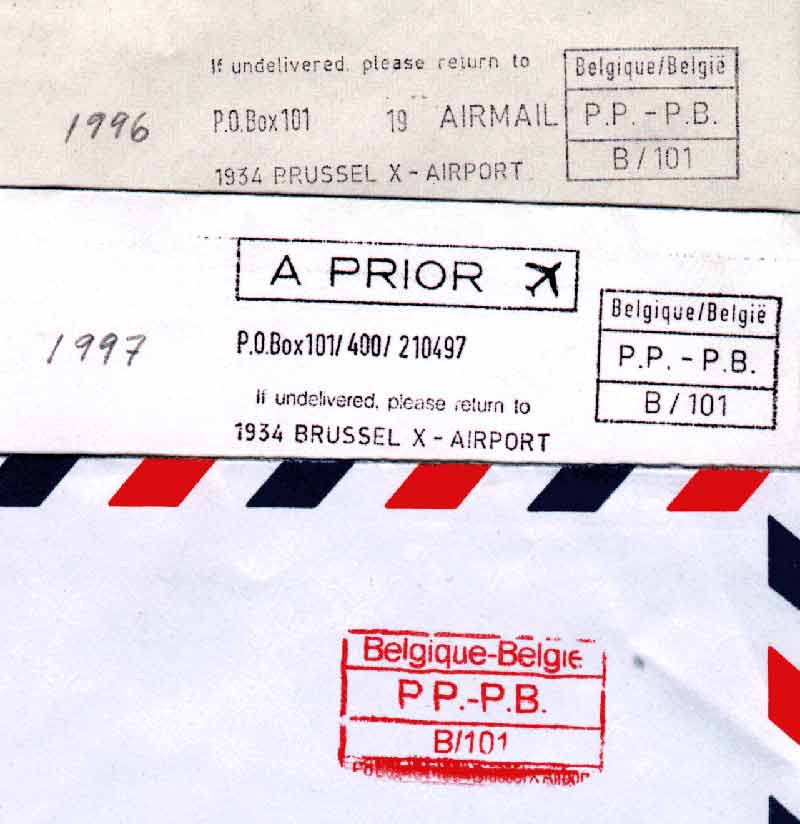 If undelivered, please return to
Belgique/België
1996
P.O.Box101 19 AIRMAIL
P.P. - P.B.
1934 BRUSSEL X - AIRPORT
B / 101
A PRIOR
Belgique/België
1997
P.O.Box101/400/ 210497
P.P. - P.B.
If undelivered, please return to
B / 101
1934 BRUSSEL X - AIRPORT
Belgique-België
P P.-P.B.
B/101